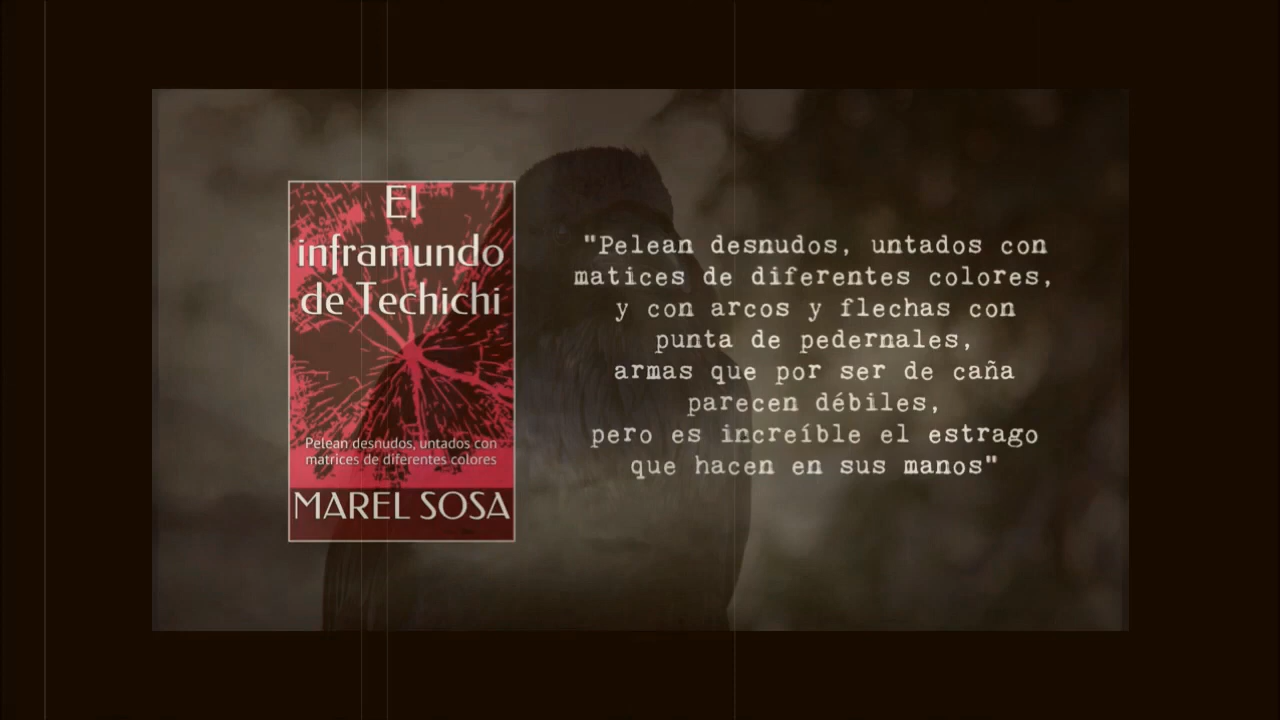 El
inframundo
de Techichi
Pelean desnudos, untados con
matrices de diferentes colores
MAREL SOSA
"Pelean desnudos, untados con
matices de diferentes colores,
y con arcos y flechas con
punta de pedernales,
armas que por ser de caña
parecen débiles,
pero es increíble el estrago
que hacen en sus manos"